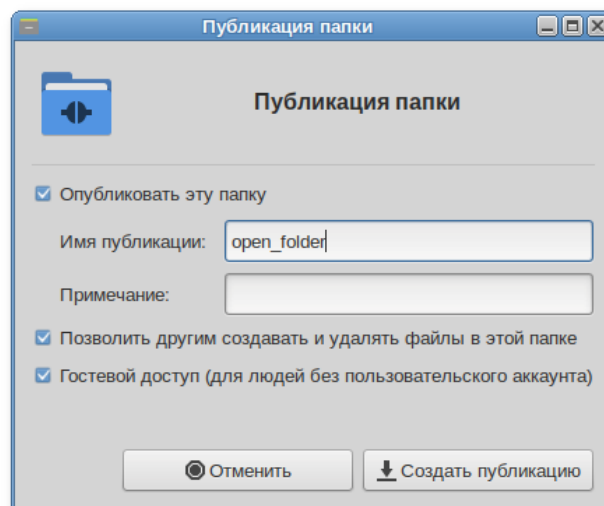 Публикация папки
Публикация папки
Опубликовать эту папку
Имя публикации: open_folder
Примечание:
Позволить другим создавать и удалять файлы в этой папке
Гостевой доступ (для людей без пользовательского аккаунта)
Отменить Создать публикацию